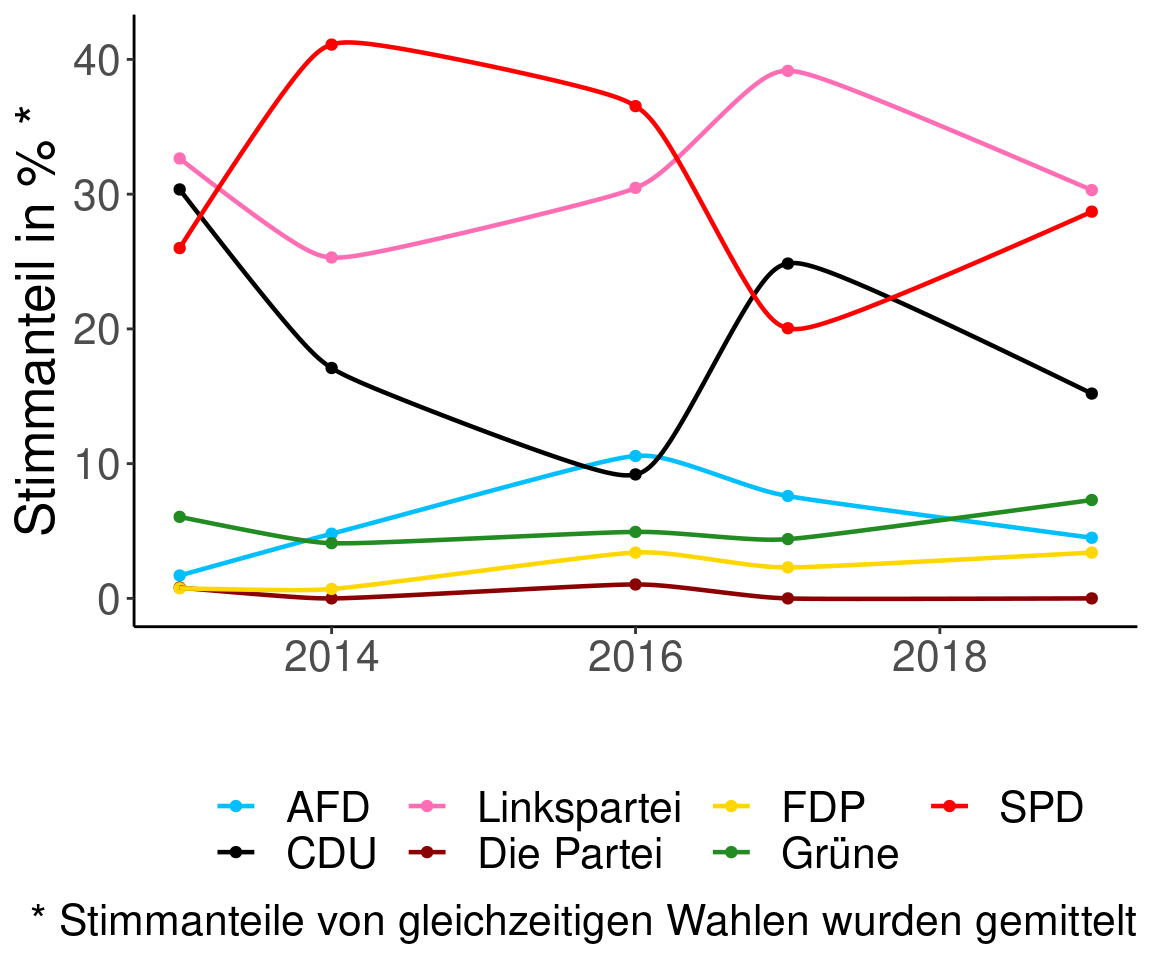 Stimmanteil in % *
40
30
20
10
0
2014 2016 2018
AFD Linkspartei FDP SPD
CDU Die Partei Grüne
* Stimmanteile von gleichzeitigen Wahlen wurden gemittelt